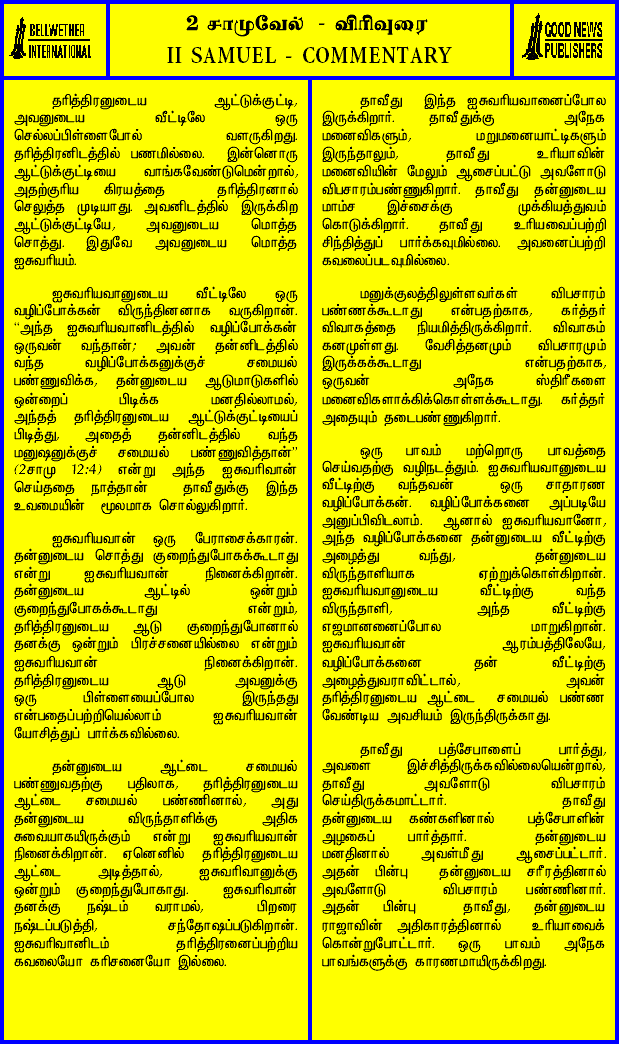 BELLWETHER
INTERNATIONAL
2 சாமுவேல் - விரிவுரை
II SAMUEL - COMMENTARY
GOOD NEWS
PUBLISHERS
தரித்திரனுடைய ஆட்டுக்குட்டி,
அவனுடைய வீட்டிலே ஒரு
செல்லப்பிள்ளைபோல் வளருகிறது.
தரித்திரனிடத்தில் பணமில்லை. இன்னொரு
ஆட்டுக்குட்டியை வாங்கவேண்டுமென்றால்,
அதற்குரிய கிரயத்தை தரித்திரனால்
செலுத்த முடியாது. அவனிடத்தில் இருக்கிற
ஆட்டுக்குட்டியே, அவனுடைய மொத்த
சொத்து. இதுவே அவனுடைய மொத்த
ஐசுவரியம்.
ஐசுவரியவானுடைய வீட்டிலே ஒரு
வழிப்போக்கன் விருந்தினனாக வருகிறான்.
“அந்த ஐசுவரியவானிடத்தில் வழிப்போக்கன்
ஒருவன் வந்தான்; அவன் தன்னிடத்தில்
வந்த வழிப்போக்கனுக்குச் சமையல்
பண்ணுவிக்க, தன்னுடைய ஆடுமாடுகளில்
ஒன்றைப் பிடிக்க மனதில்லாமல்,
அந்தத் தரித்திரனுடைய ஆட்டுக்குட்டியைப்
பிடித்து, அதைத் தன்னிடத்தில் வந்த
மனுஷனுக்குச் சமையல் பண்ணுவித்தான்”
(2சாமு 12:4) என்று அந்த ஐசுவரிவான்
செய்ததை நாத்தான் தாவீதுக்கு இந்த
உவமையின் மூலமாக சொல்லுகிறார்.
ஐசுவரியவான் ஒரு பேராசைக்காரன்.
தன்னுடைய சொத்து குறைந்துபோகக்கூடாது
என்று ஐசுவரியவான் நினைக்கிறான்.
தன்னுடைய ஆட்டில் ஒன்றும்
குறைந்துபோகக்கூடாது என்றும்,
தரித்திரனுடைய ஆடு குறைந்துபோனால்
தனக்கு ஒன்றும் பிரச்சனையில்லை என்றும்
ஐசுவரியவான் நினைக்கிறான்.
தரித்திரனுடைய ஆடு அவனுக்கு
ஒரு பிள்ளையைப்போல இருந்தது
என்பதைப்பற்றியெல்லாம் ஐசுவரியவான்
யோசித்துப் பார்க்கவில்லை.
தன்னுடைய ஆட்டை சமையல்
பண்ணுவதற்கு பதிலாக, தரித்திரனுடைய
ஆட்டை சமையல் பண்ணினால், அது
தன்னுடைய விருந்தாளிக்கு அதிக
சுவையாகயிருக்கும் என்று ஐசுவரியவான்
நினைக்கிறான். ஏனெனில் தரித்திரனுடைய
ஆட்டை அடித்தால், ஐசுவரிவானுக்கு
ஒன்றும் குறைந்துபோகாது. ஐசுவரிவான்
தனக்கு நஷ்டம் வராமல், பிறரை
நஷ்டப்படுத்தி, சந்தோஷப்படுகிறான்.
ஐசுவரிவானிடம் தரித்திரனைப்பற்றிய
கவலையோ கரிசனையோ இல்லை.
தாவீது இந்த ஐசுவரியவானைப்போல
இருக்கிறார். தாவீதுக்கு அநேக
மனைவிகளும், மறுமனையாட்டிகளும்
இருந்தாலும், தாவீது உரியாவின்
மனைவியின் மேலும் ஆசைப்பட்டு அவளோடு
விபசாரம்பண்ணுகிறார். தாவீது தன்னுடைய
மாம்ச இச்சைக்கு முக்கியத்துவம்
கொடுக்கிறார். தாவீது உரியாவைப்பற்றி
சிந்தித்துப் பார்க்கவுமில்லை. அவனைப்பற்றி
கவலைப்படவுமில்லை.
மனுக்குலத்திலுள்ளவர்கள் விபசாரம்
பண்ணக்கூடாது என்பதற்காக, கர்த்தர்
விவாகத்தை நியமித்திருக்கிறார். விவாகம்
கனமுள்ளது. வேசித்தனமும் விபசாரமும்
இருக்கக்கூடாது என்பதற்காக,
ஒருவன் அநேக ஸ்திரீகளை
மனைவிகளாக்கிக்கொள்ளக்கூடாது. கர்த்தர்
அதையும் தடைபண்ணுகிறார்.
ஒரு பாவம் மற்றொரு பாவத்தை
செய்வதற்கு வழிநடத்தும். ஐசுவரியவானுடைய
வீட்டிற்கு வந்தவன் ஒரு சாதாரண
வழிப்போக்கன். வழிப்போக்கனை அப்படியே
அனுப்பிவிடலாம். ஆனால் ஐசுவரியவானோ,
அந்த வழிப்போக்கனை தன்னுடைய வீட்டிற்கு
அழைத்து வந்து, தன்னுடைய
விருந்தாளியாக ஏற்றுக்கொள்கிறான்.
ஐசுவரியவானுடைய வீட்டிற்கு வந்த
விருந்தாளி, அந்த வீட்டிற்கு
எஜமானனைப்போல மாறுகிறான்.
ஐசுவரியவான் ஆரம்பத்திலேயே,
வழிப்போக்கனை தன் வீட்டிற்கு
அழைத்துவராவிட்டால், அவன்
தரித்திரனுடைய ஆட்டை சமையல் பண்ண
வேண்டிய அவசியம் இருந்திருக்காது.
தாவீது பத்சேபாளைப் பார்த்து,
அவளை இச்சித்திருக்கவில்லையென்றால்,
தாவீது அவளோடு விபசாரம்
செய்திருக்கமாட்டார். தாவீது
தன்னுடைய கண்களினால் பத்சேபாளின்
அழகைப் பார்த்தார். தன்னுடைய
மனதினால் அவள்மீது ஆசைப்பட்டார்.
அதன் பின்பு தன்னுடைய சரீரத்தினால்
அவளோடு விபசாரம் பண்ணினார்.
அதன் பின்பு தாவீது, தன்னுடைய
ராஜாவின் அதிகாரத்தினால் உரியாவைக்
கொன்றுபோட்டார். ஒரு பாவம் அநேக
பாவங்களுக்கு காரணமாயிருக்கிறது.